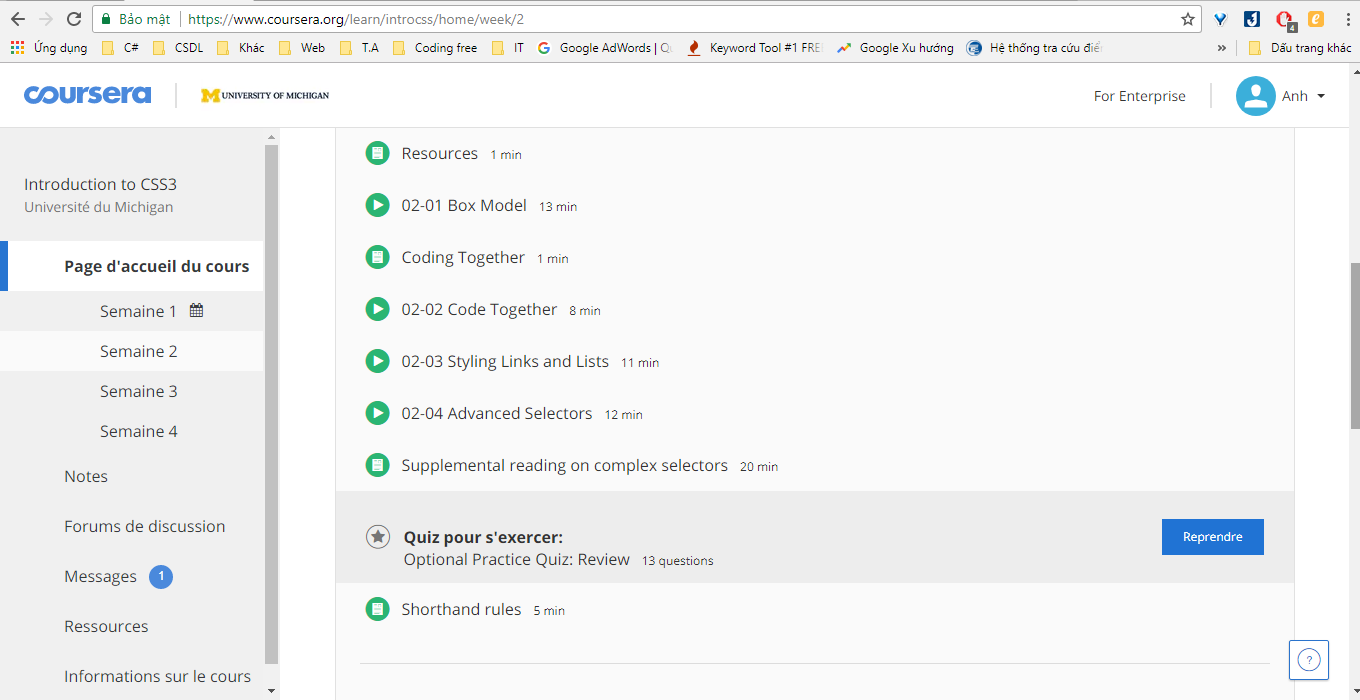 Bảo mật https://www.coursera.org/learn/introcss/home/week/2
4
Ứng dụng C# CSDL Khác Web T.A Coding free IT Google AdWords | Keyword Tool #1 FRE Google Xu hướng Hệ thống tra cứu » Dấu trang khác
coursera UNIVERSITY OF MICHIGAN For Enterprise Anh
Introduction to CSS3
Université du Michigan
Page d'accueil du cours
Semaine 1
Semaine 2
Semaine 3
Semaine 4
Notes
Forums de discussion
Messages 1
Ressources
Informations sur le cours
Resources 1 min
02-01 Box Model 13 min
Coding Together 1 min
02-02 Code Together 8 min
02-03 Styling Links and Lists 11 min
02-04 Advanced Selectors 12 min
Supplemental reading on complex selectors 20 min
Quiz pour s'exercer:
Optional Practice Quiz: Review 13 questions
Reprendre
Shorthand rules 5 min
?